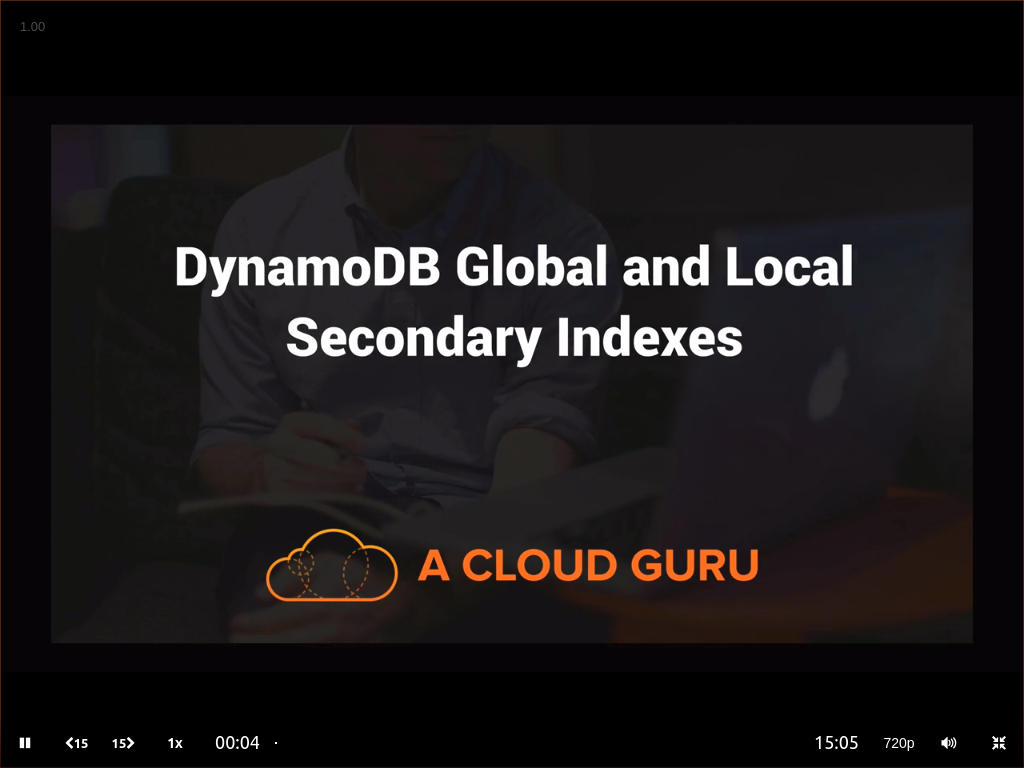 1.00
DynamoDB Global and Local
Secondary Indexes
A CLOUD GURU
15 15 1x 00:04 15:05 720p